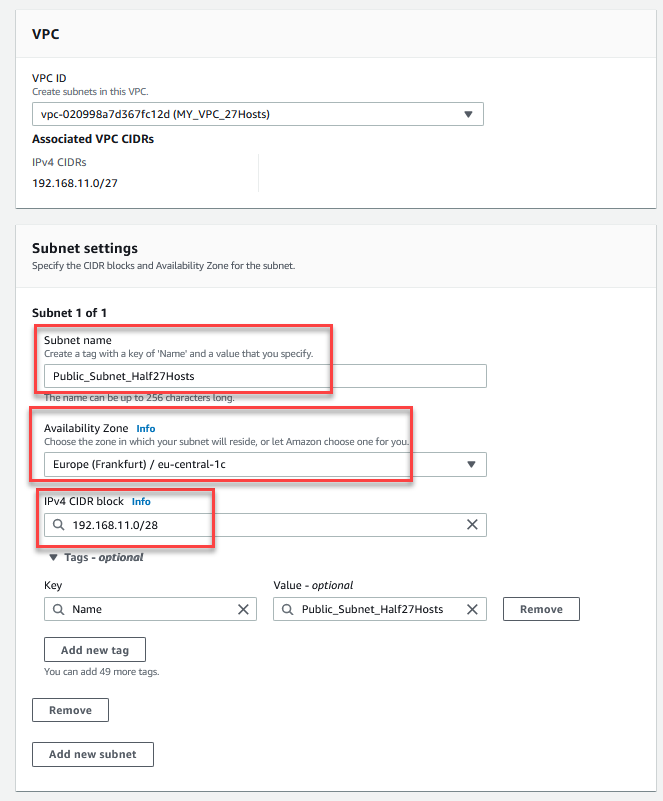 VPC
VPC ID
Create subnets in this VPC.
vpc-020998a7d367fc12d (MY_VPC_27Hosts)
Associated VPC CIDRs
IPv4 CIDRs
192.168.11.0/27
Subnet settings
Specify the CIDR blocks and Availability Zone for the subnet.
Subnet 1 of 1
Subnet name
Create a tag with a key of 'Name' and a value that you specify.
Public_Subnet_Half27Hosts
The name can be up to 256 characters long.
Availability Zone Info
Choose the zone in which your subnet will reside, or let Amazon choose one for you.
Europe (Frankfurt) / eu-central-1c
IPv4 CIDR block Info
192.168.11.0/28
Tags - optional
Key Value - optional
Name Public_Subnet_Half27Hosts Remove
Add new tag
You can add 49 more tags.
Remove
Add new subnet